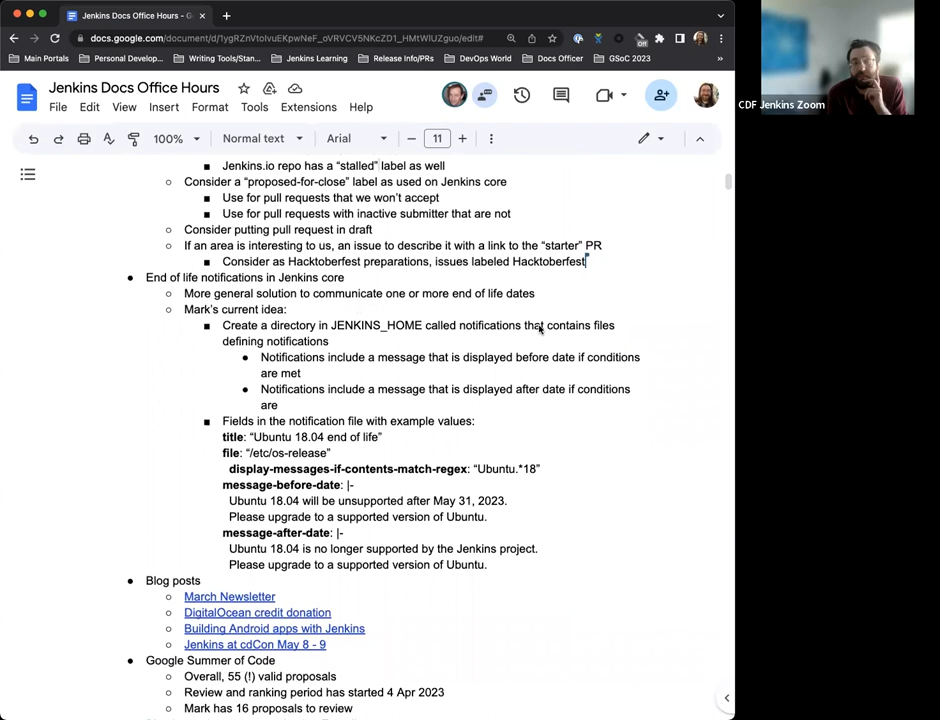 Jenkins Docs Office Hours - G
docs.google.com/document/d/1ygRZnVtoIvuEKpwNeF_oVRVCV5NKcZD1_HMtWIUZguo/edit#
Off
Main Portals
Personal Develop...
Writing Tools/Stan...
Jenkins Learning
Release Info/PRs
DevOps World
Docs Officer
GSoC 2023
»
Jenkins Docs Office Hours
File Edit View Insert Format Tools Extensions Help
100% Normal text Arial 11
CDF Jenkins Zoom
Jenkins.io repo has a “stalled” label as well
Consider a “proposed-for-close” label as used on Jenkins core
Use for pull requests that we won’t accept
Use for pull requests with inactive submitter that are not
Consider putting pull request in draft
If an area is interesting to us, an issue to describe it with a link to the “starter” PR
Consider as Hacktoberfest preparations, issues labeled Hacktoberfest
End of life notifications in Jenkins core
More general solution to communicate one or more end of life dates
Mark’s current idea:
Create a directory in JENKINS_HOME called notifications that contains files
defining notifications
Notifications include a message that is displayed before date if conditions
are met
Notifications include a message that is displayed after date if conditions
are
Fields in the notification file with example values:
title: “Ubuntu 18.04 end of life”
file: “/etc/os-release”
display-messages-if-contents-match-regex: “Ubuntu.*18”
message-before-date: |-
Ubuntu 18.04 will be unsupported after May 31, 2023.
Please upgrade to a supported version of Ubuntu.
message-after-date: |-
Ubuntu 18.04 is no longer supported by the Jenkins project.
Please upgrade to a supported version of Ubuntu.
Blog posts
March Newsletter
DigitalOcean credit donation
Building Android apps with Jenkins
Jenkins at cdCon May 8 - 9
Google Summer of Code
Overall, 55 (!) valid proposals
Review and ranking period has started 4 Apr 2023
Mark has 16 proposals to review